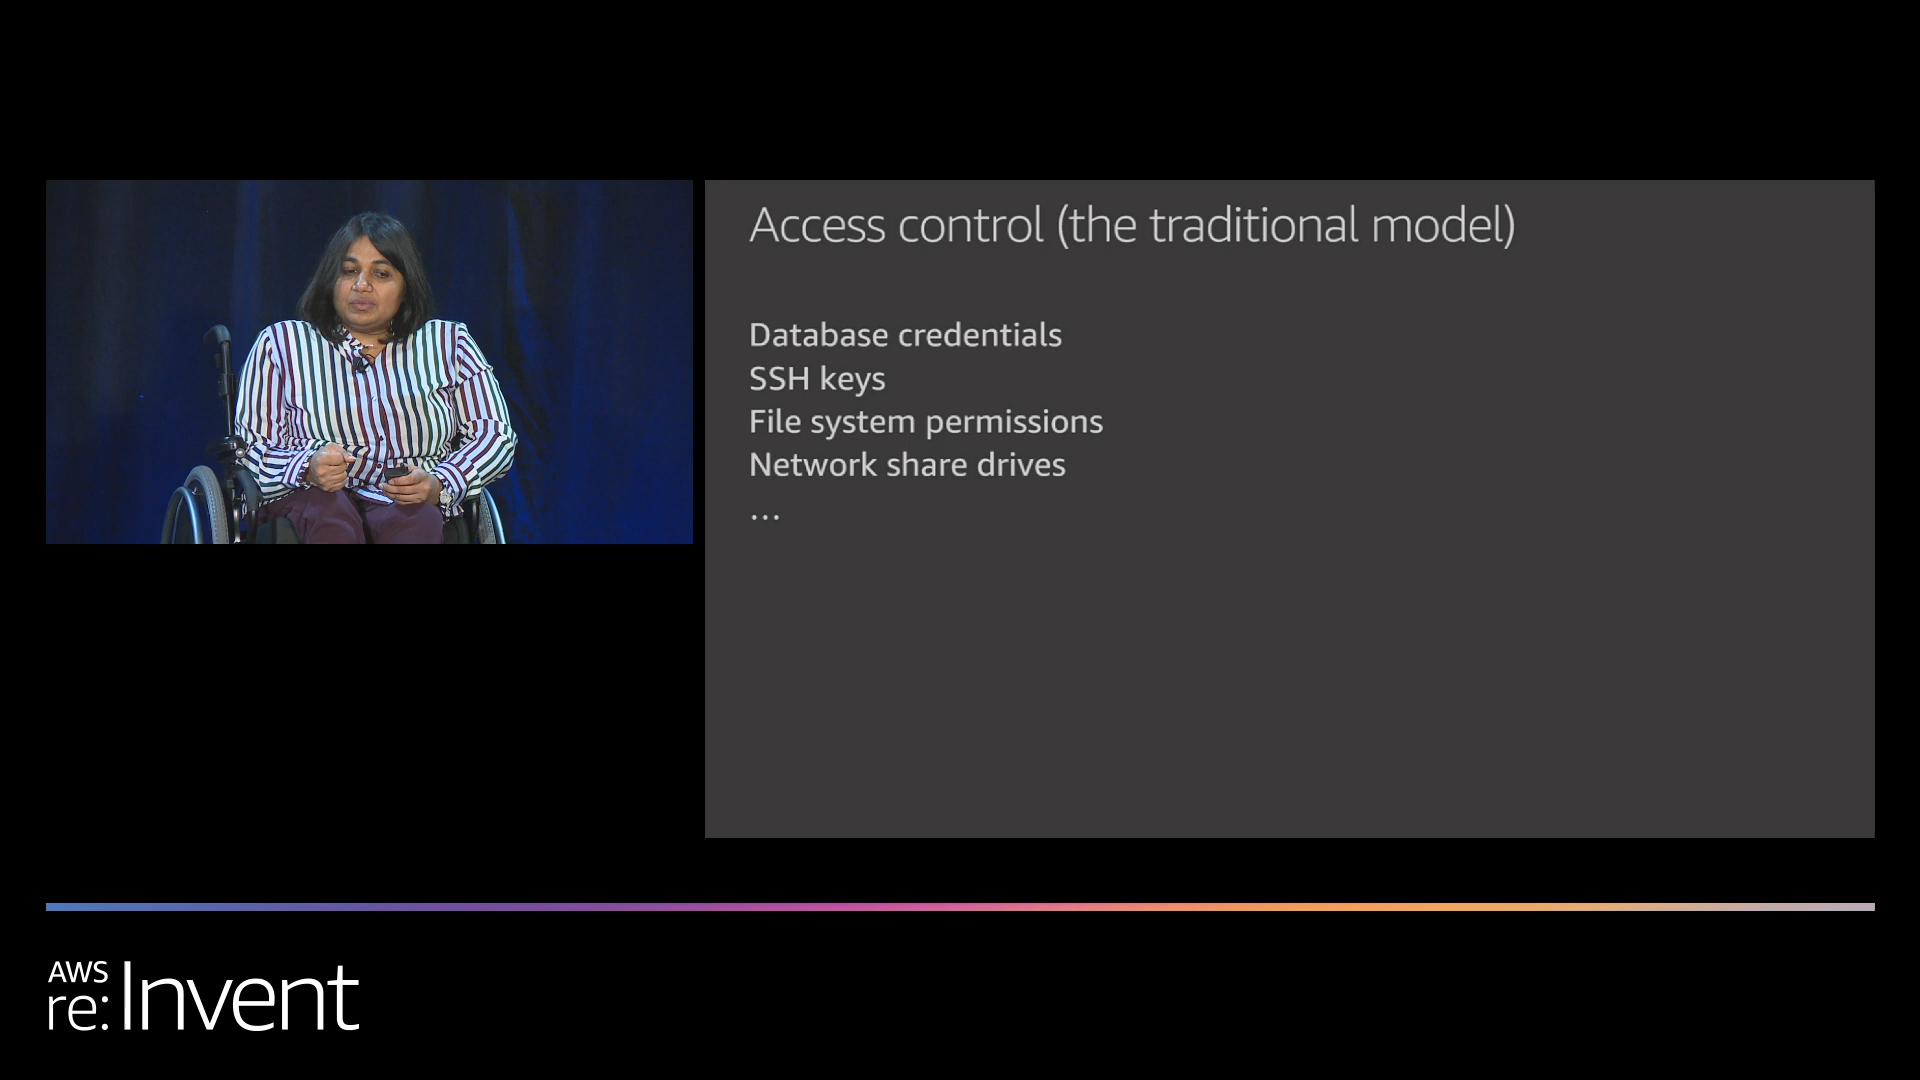 Access control (the traditional model)
Database credentials
SSH keys
File system permissions
Network share drives
...
AWS
re:Invent